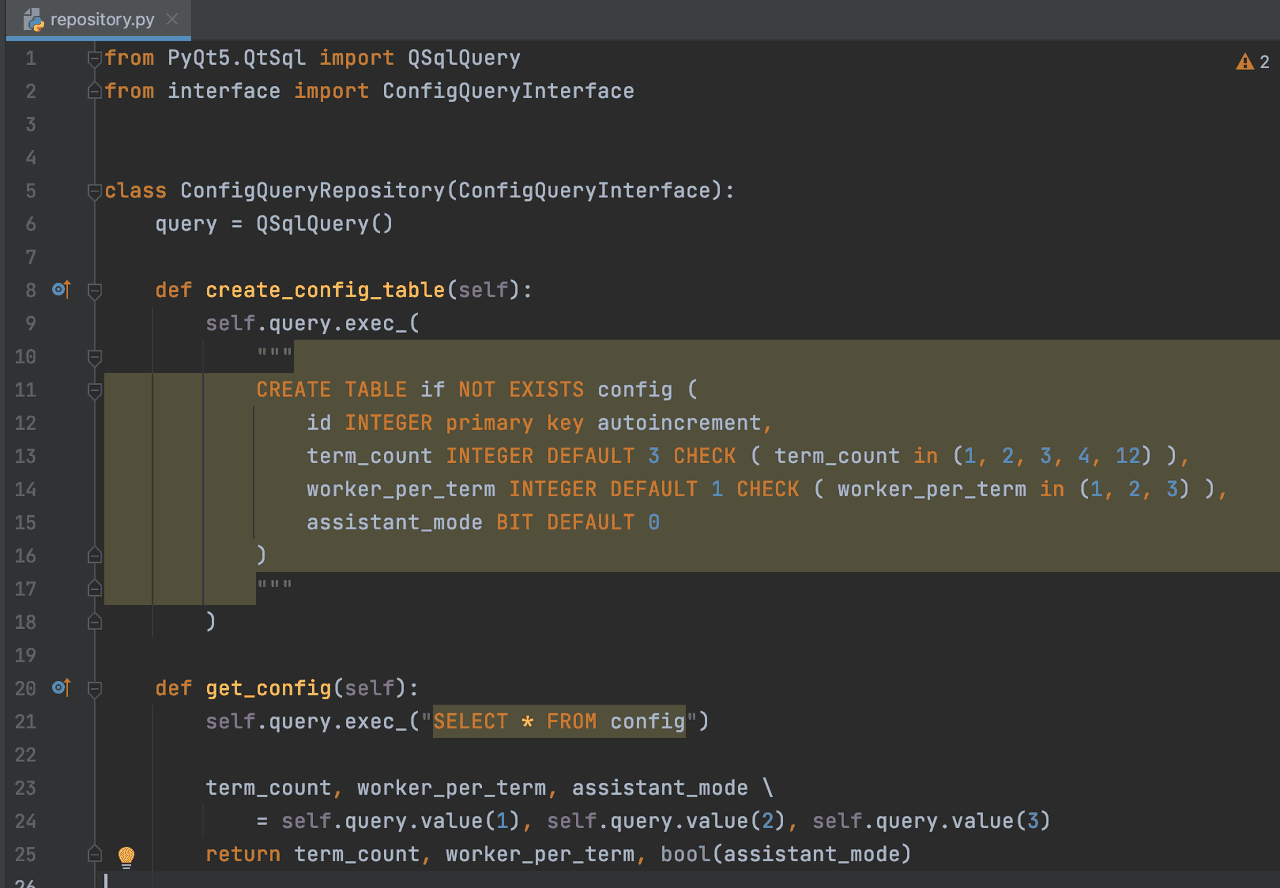 repository.py
2
1 from PyQt5.QtSql import QSqlQuery
2 from interface import ConfigQueryInterface
3
4
5 class ConfigQueryRepository(ConfigQueryInterface):
6     query = QSqlQuery()
7
8     def create_config_table(self):
9         self.query.exec_(
10             """
11             CREATE TABLE if NOT EXISTS config (
12                 id INTEGER primary key autoincrement,
13                 term_count INTEGER DEFAULT 3 CHECK ( term_count in (1, 2, 3, 4, 12) ),
14                 worker_per_term INTEGER DEFAULT 1 CHECK ( worker_per_term in (1, 2, 3) ),
15                 assistant_mode BIT DEFAULT 0
16             )
17             """
18         )
19
20     def get_config(self):
21         self.query.exec_("SELECT * FROM config")
22
23         term_count, worker_per_term, assistant_mode \
24             = self.query.value(1), self.query.value(2), self.query.value(3)
25         return term_count, worker_per_term, bool(assistant_mode)
26